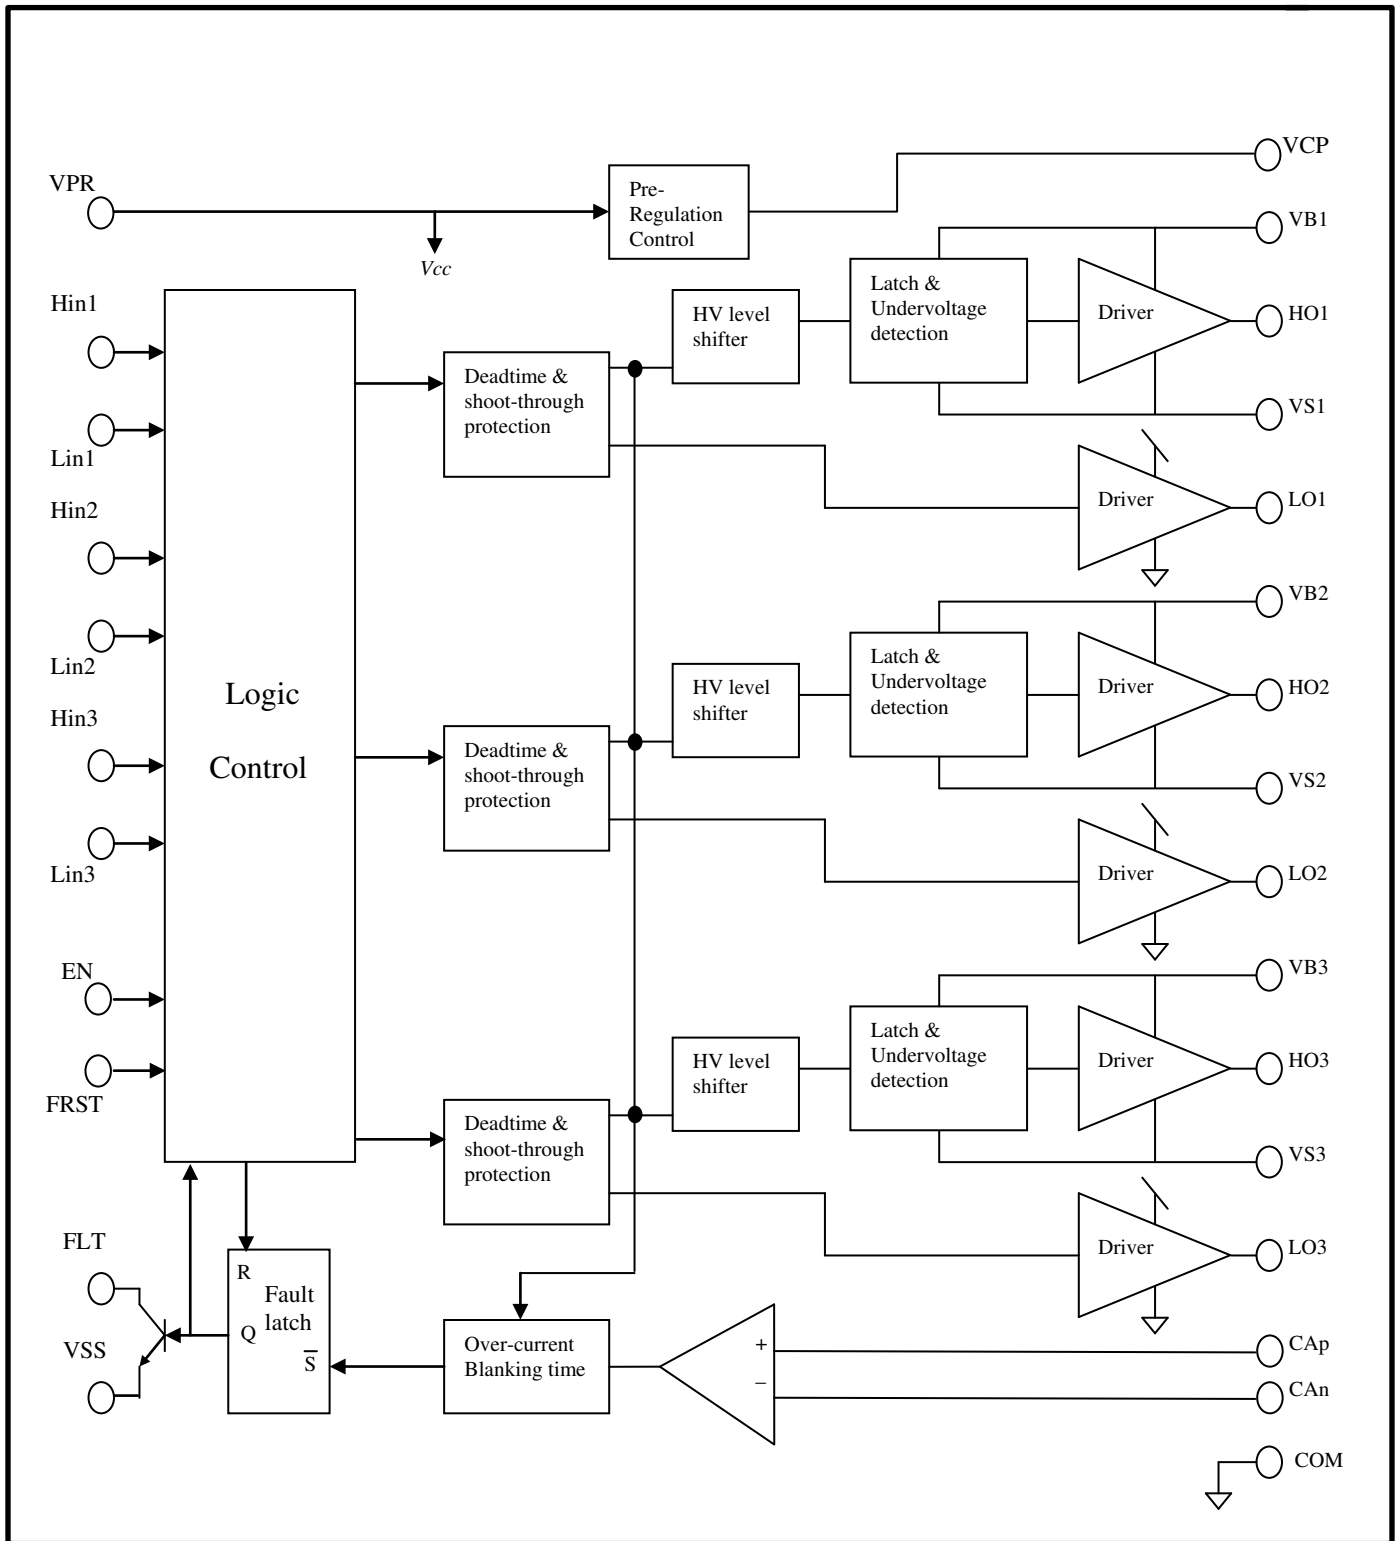 VCP
VPR
Pre-
Regulation
Control
VB1
Vcc
Hin1
HV level
shifter
Latch &
Undervoltage
detection
Driver
HO1
Deadtime &
shoot-through
protection
VS1
Lin1
Driver
LO1
Hin2
VB2
Lin2
HV level
shifter
Latch &
Undervoltage
detection
Driver
HO2
Logic
Control
Hin3
Deadtime &
shoot-through
protection
VS2
Lin3
Driver
LO2
EN
VB3
HV level
shifter
Latch &
Undervoltage
detection
Driver
HO3
FRST
Deadtime &
shoot-through
protection
VS3
FLT
Driver
LO3
R
Fault
latch
Q
S̅
VSS
Over-current
Blanking time
+
−
CAp
CAn
COM